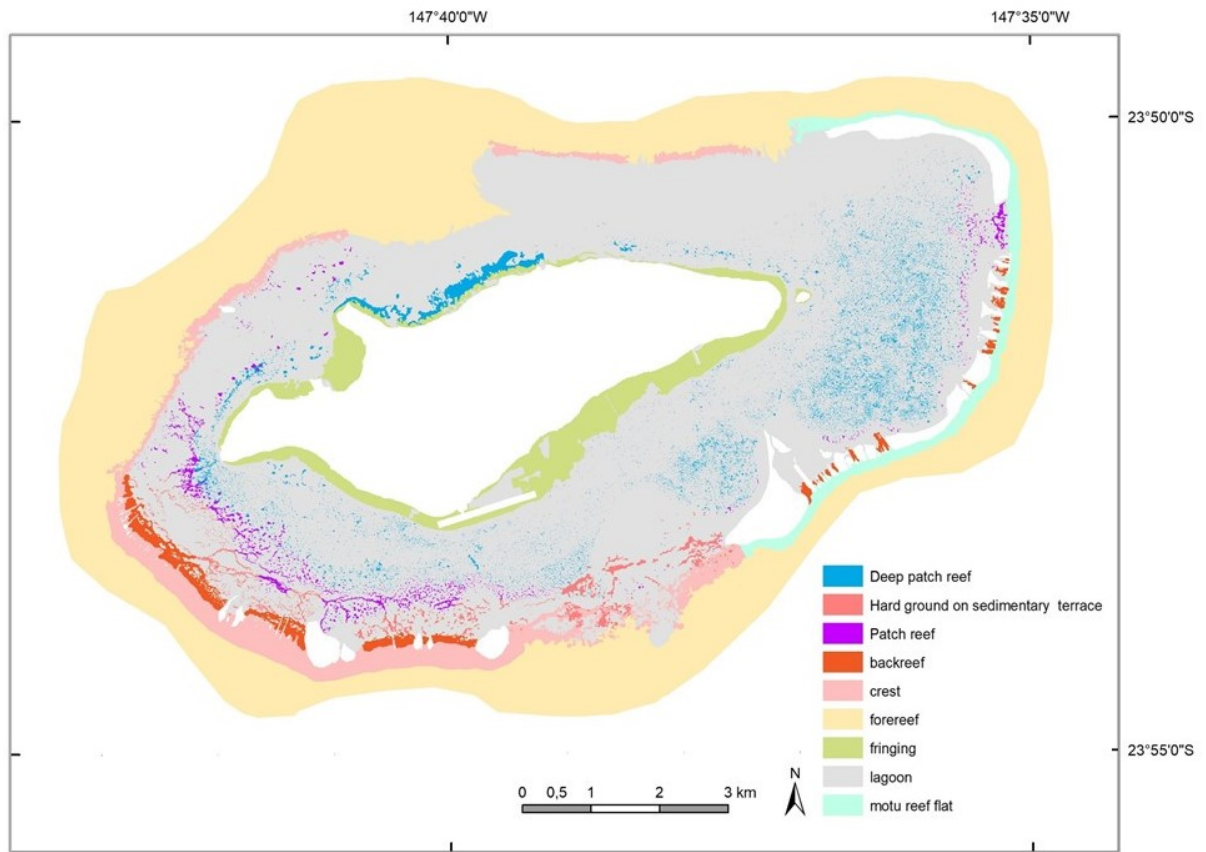 147°40'0"W
147°35'0"W
23°50'0"S
Deep patch reef
Hard ground on sedimentary terrace
Patch reef
backreef
crest
forereef
fringing
23°55'0"S
lagoon
N
0 0,5 1 2 3 km
motu reef flat